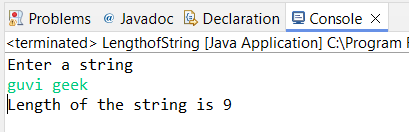 Problems @ Javadoc Declaration Console
<terminated> LengthofString [Java Application] C:\Program
Enter a string
guvi geek
Length of the string is 9